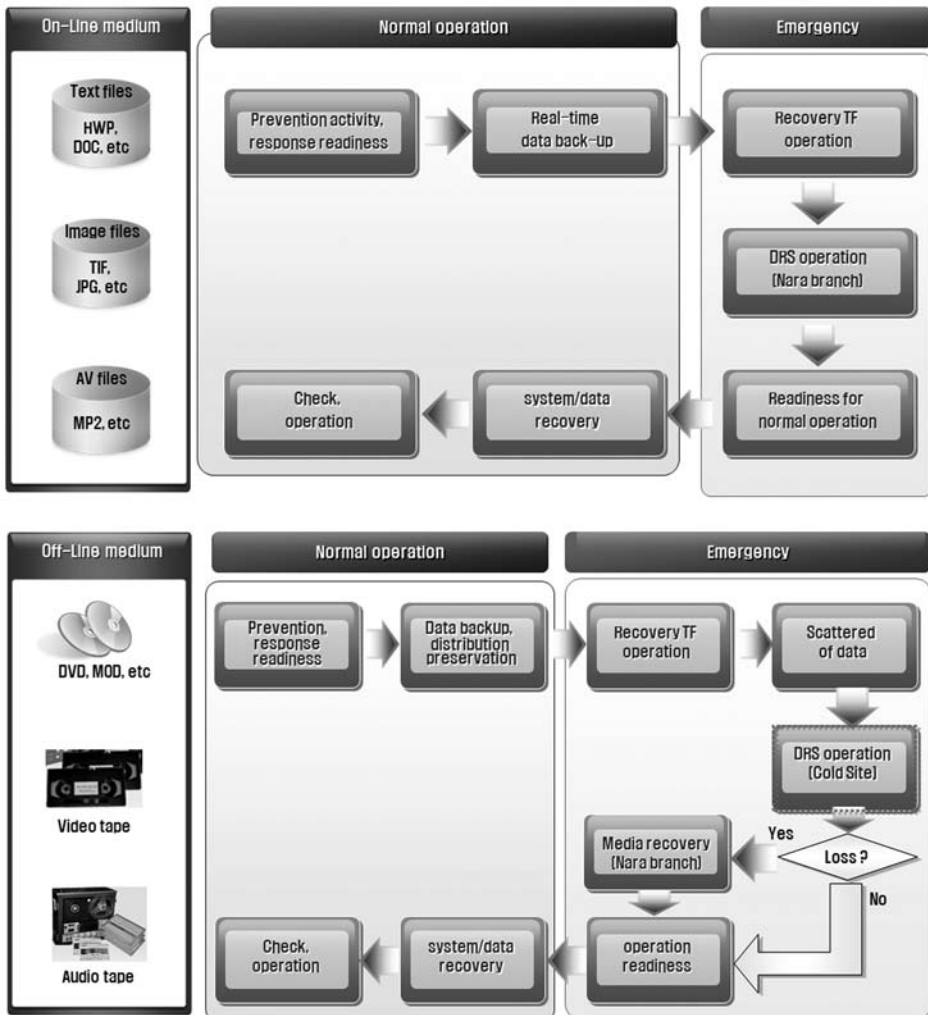 On-Line medium
Normal operation
Emergency
Text files
HWP,
DOC, etc
Image files
TIF,
JPG, etc
AV files
MP2, etc
Prevention activity,
response readiness
Real-time
data back-up
Recovery TF
operation
DRS operation
(Nara branch)
Readiness for
normal operation
system/data
recovery
Check,
operation
Off-Line medium
Normal operation
Emergency
DVD, MOD, etc
Video tape
Audio tape
Prevention,
response
readiness
Data backup,
distribution
preservation
Recovery TF
operation
Scattered
of data
DRS operation
(Cold Site)
Loss ?
Yes
No
Media recovery
(Nara branch)
operation
readiness
system/data
recovery
Check,
operation